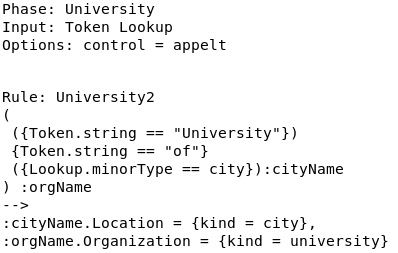 Phase: University
Input: Token Lookup
Options: control = appelt
Rule: University2
(
({Token.string == "University"})
{Token.string == "of"}
({Lookup.minorType == city}):cityName
) :orgName
-->
:cityName.Location = {kind = city},
:orgName.Organization = {kind = university}